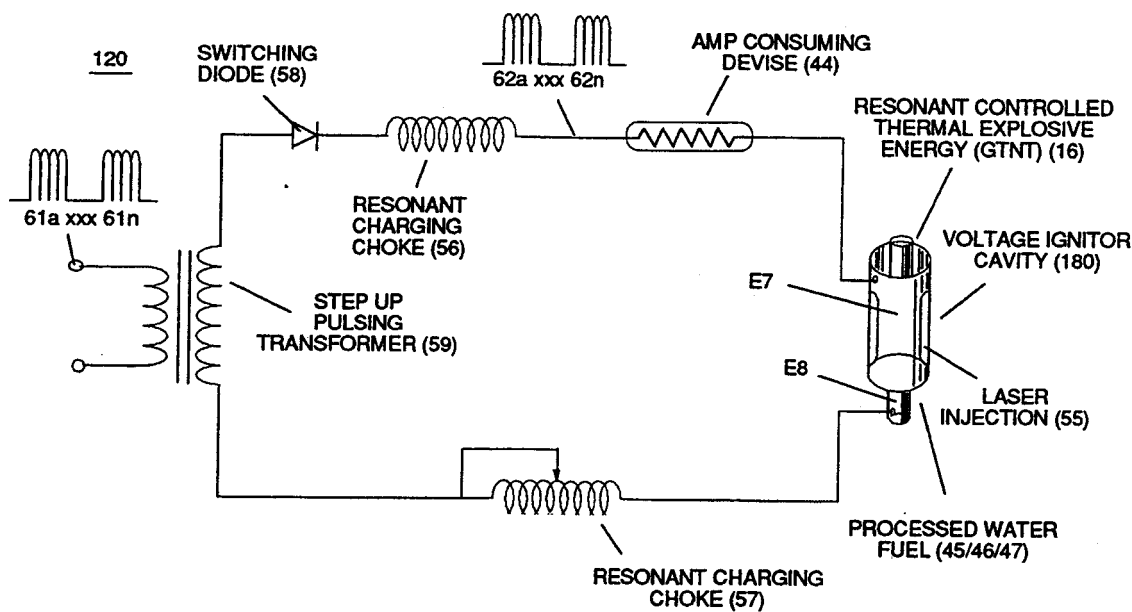 120
SWITCHING
DIODE (58)
62a xxx 62n
AMP CONSUMING
DEVISE (44)
RESONANT CONTROLLED
THERMAL EXPLOSIVE
ENERGY (GTNT) (16)
61a xxx 61n
RESONANT
CHARGING
CHOKE (56)
VOLTAGE IGNITOR
CAVITY (180)
E7
STEP UP
PULSING
TRANSFORMER (59)
E8
LASER
INJECTION (55)
PROCESSED WATER
FUEL (45/46/47)
RESONANT CHARGING
CHOKE (57)